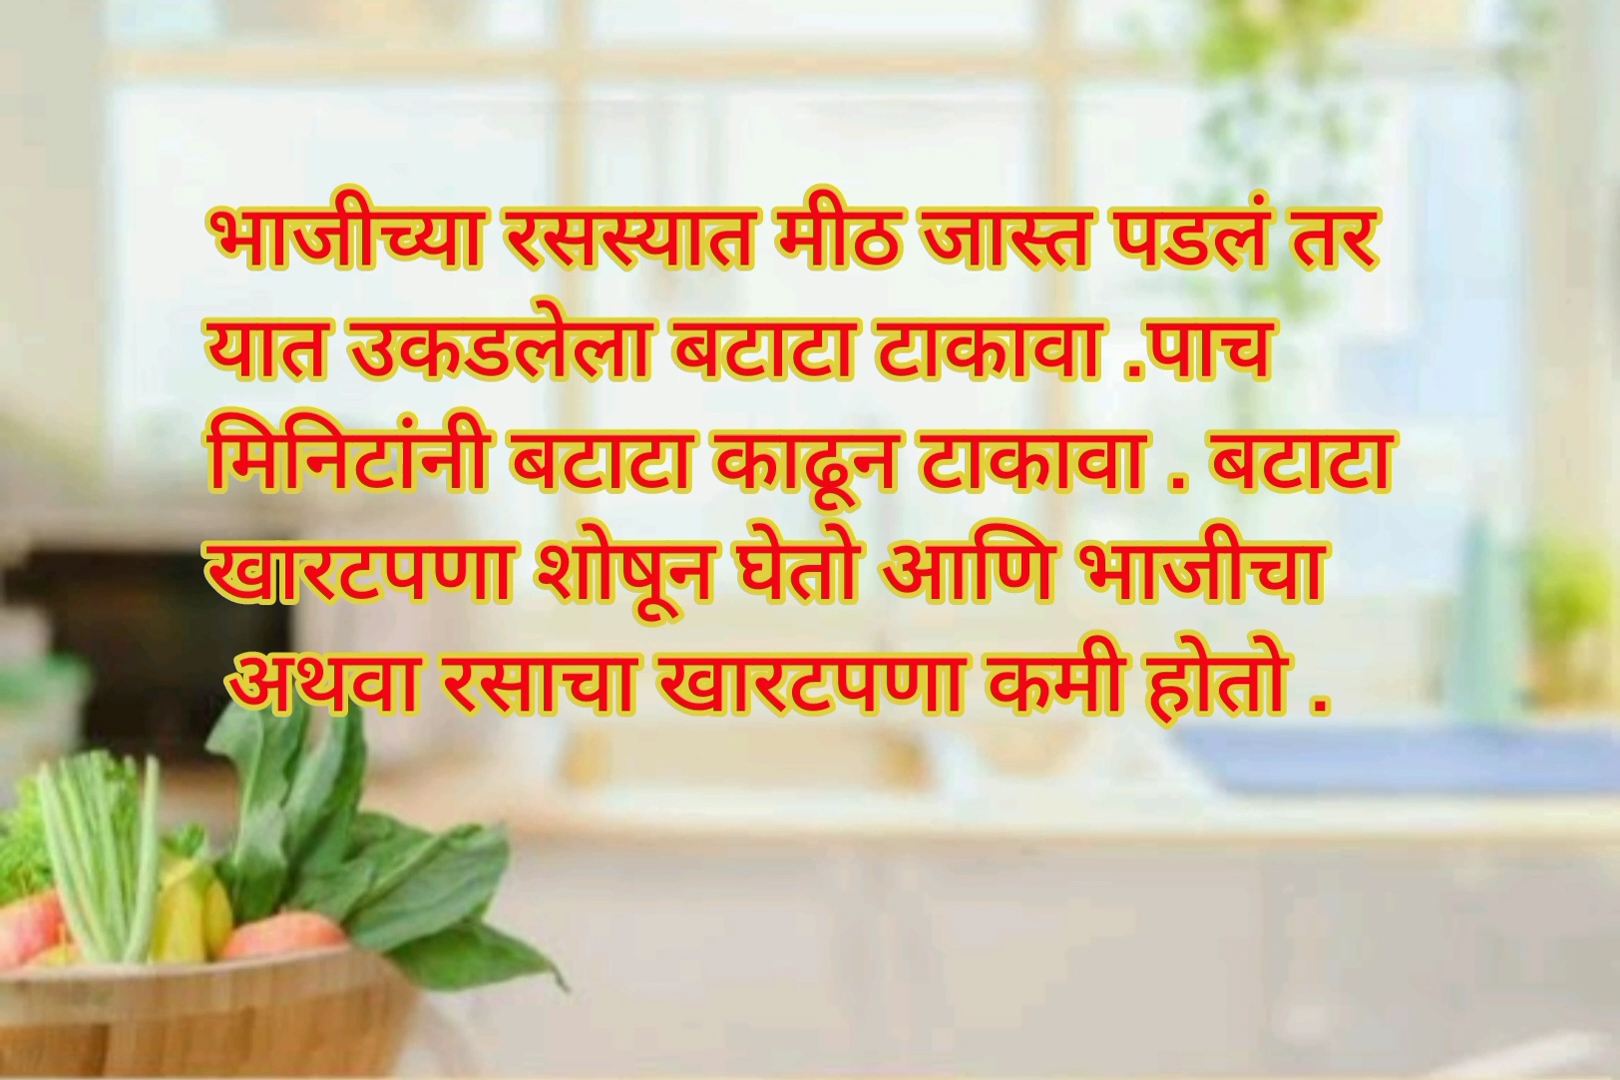 भाजीच्या रसस्यात मीठ जास्त पडलं तर
यात उकडलेला बटाटा टाकावा .पाच
मिनिटांनी बटाटा काढून टाकावा . बटाटा
खारटपणा शोषून घेतो आणि भाजीचा
अथवा रसाचा खारटपणा कमी होतो .